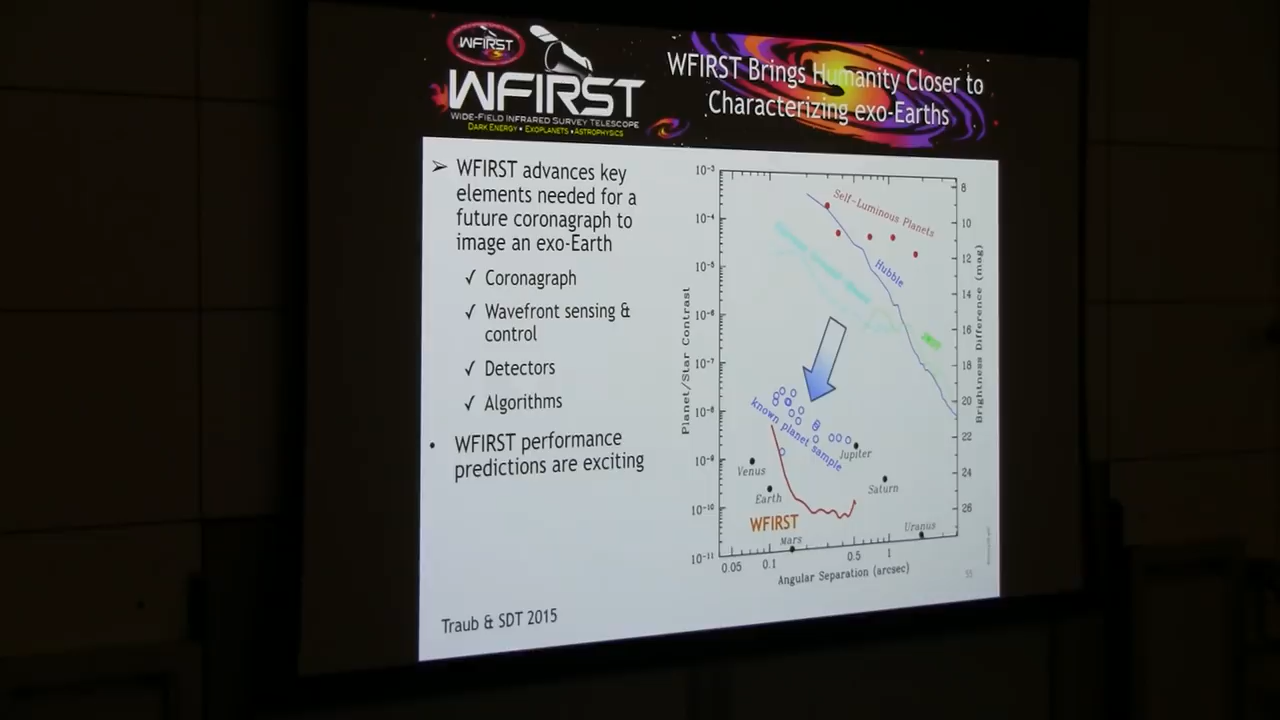 WFIRST
WFIRST
WIDE-FIELD INFRARED SURVEY TELESCOPE
DARK ENERGY • EXOPLANETS • ASTROPHYSICS
WFIRST Brings Humanity Closer to
Characterizing exo-Earths
➢ WFIRST advances key
elements needed for a
future coronagraph to
image an exo-Earth
✓ Coronagraph
✓ Wavefront sensing &
control
✓ Detectors
✓ Algorithms
• WFIRST performance
predictions are exciting
Traub & SDT 2015
Planet/Star Contrast
10⁻³
10⁻⁴
10⁻⁵
10⁻⁶
10⁻⁷
10⁻⁸
10⁻⁹
10⁻¹⁰
10⁻¹¹
Self-Luminous Planets
Hubble
known planet sample
Jupiter
Venus
Saturn
Earth
WFIRST
Uranus
Mars
8
10
12
14
16
18
20
22
24
26
Brightness Difference (mag)
0.05 0.1 0.5 1
Angular Separation (arcsec)
55